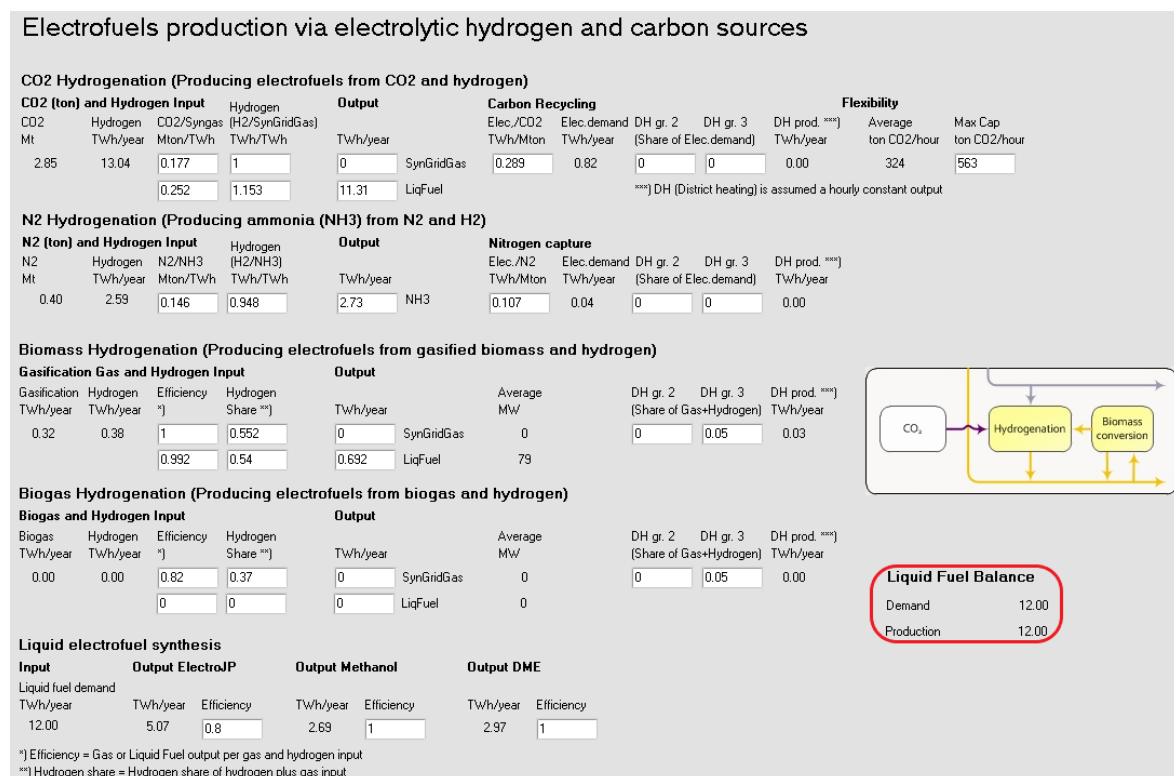 Electrofuels production via electrolytic hydrogen and carbon sources
CO2 Hydrogenation (Producing electrofuels from CO2 and hydrogen)
CO2 (ton) and Hydrogen Input Output Carbon Recycling Flexibility
CO2 Hydrogen CO2/Syngas Hydrogen (H2/SynGridGas) Elec./CO2 Elec.demand DH gr. 2 DH gr. 3 DH prod. ***) Average Max Cap
Mt TWh/year Mton/TWh TWh/TWh TWh/year TWh/Mton TWh/year (Share of Elec.demand) TWh/year ton CO2/hour ton CO2/hour
2.85 13.04 0.177 1 0 SynGridGas 0.289 0.82 0 0 0.00 324 563
0.252 1.153 11.31 LiqFuel ***) DH (District heating) is assumed a hourly constant output
N2 Hydrogenation (Producing ammonia (NH3) from N2 and H2)
N2 (ton) and Hydrogen Input Output Nitrogen capture
N2 Hydrogen N2/NH3 Hydrogen (H2/NH3) Elec./N2 Elec.demand DH gr. 2 DH gr. 3 DH prod. ***)
Mt TWh/year Mton/TWh TWh/TWh TWh/year TWh/Mton TWh/year (Share of Elec.demand) TWh/year
0.40 2.59 0.146 0.948 2.73 NH3 0.107 0.04 0 0 0.00
Biomass Hydrogenation (Producing electrofuels from gasified biomass and hydrogen)
Gasification Gas and Hydrogen Input Output
Gasification Hydrogen Efficiency Hydrogen Average DH gr. 2 DH gr. 3 DH prod. ***)
TWh/year TWh/year *) Share **) TWh/year MW (Share of Gas+Hydrogen) TWh/year
0.32 0.38 1 0.552 0 SynGridGas 0 0 0.05 0.03
0.992 0.54 0.692 LiqFuel 79
CO2 Hydrogenation Biomass conversion
Biogas Hydrogenation (Producing electrofuels from biogas and hydrogen)
Biogas and Hydrogen Input Output
Biogas Hydrogen Efficiency Hydrogen Average DH gr. 2 DH gr. 3 DH prod. ***)
TWh/year TWh/year *) Share **) TWh/year MW (Share of Gas+Hydrogen) TWh/year
0.00 0.00 0.82 0.37 0 SynGridGas 0 0 0.05 0.00
0 0 0 LiqFuel 0
Liquid Fuel Balance
Demand 12.00
Production 12.00
Liquid electrofuel synthesis
Input Output ElectroJP Output Methanol Output DME
Liquid fuel demand
TWh/year TWh/year Efficiency TWh/year Efficiency TWh/year Efficiency
12.00 5.07 0.8 2.69 1 2.97 1
*) Efficiency = Gas or Liquid Fuel output per gas and hydrogen input
**) Hydrogen share = Hydrogen share of hydrogen plus gas input